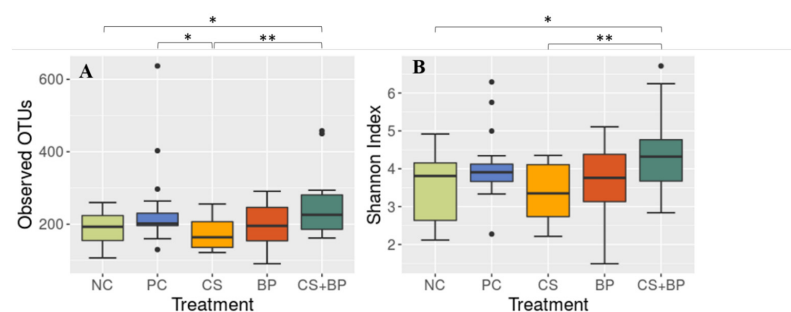 *
* **
A
Observed OTUs
600
400
200
NC PC CS BP CS+BP
Treatment
*
**
B
Shannon Index
6
5
4
3
2
NC PC CS BP CS+BP
Treatment